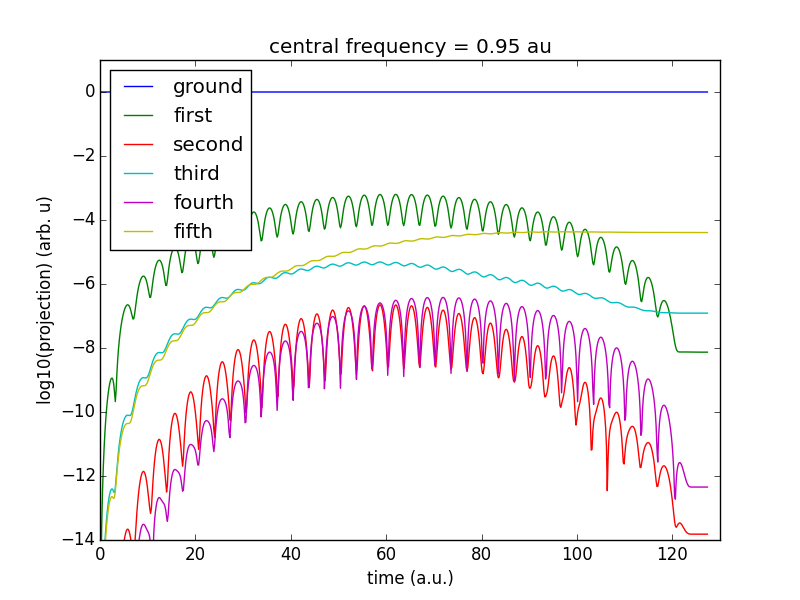 central frequency = 0.95 au
ground
first
second
third
fourth
fifth
log10(projection) (arb. u)
0
−2
−4
−6
−8
−10
−12
−14
0 20 40 60 80 100 120
time (a.u.)